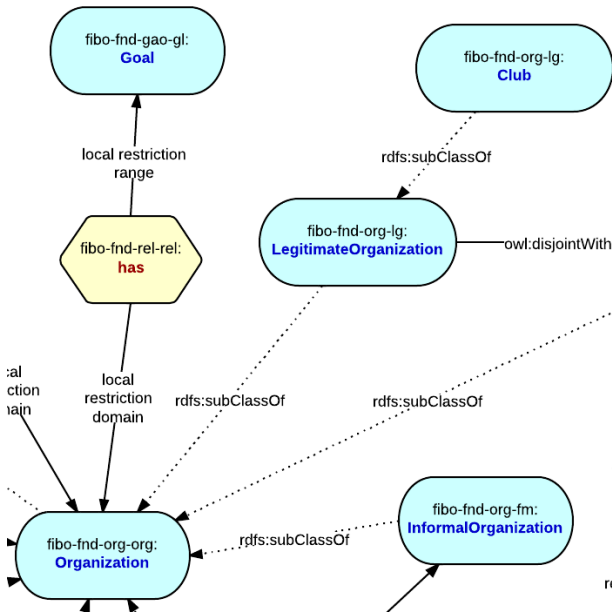 fibo-fnd-gao-gl:
Goal
fibo-fnd-org-lg:
Club
local restriction
range
rdfs:subClassOf
fibo-fnd-rel-rel:
has
fibo-fnd-org-lg:
LegitimateOrganization
owl:disjointWith
local
restriction
domain
rdfs:subClassOf
rdfs:subClassOf
fibo-fnd-org-org:
Organization
rdfs:subClassOf
fibo-fnd-org-fm:
InformalOrganization